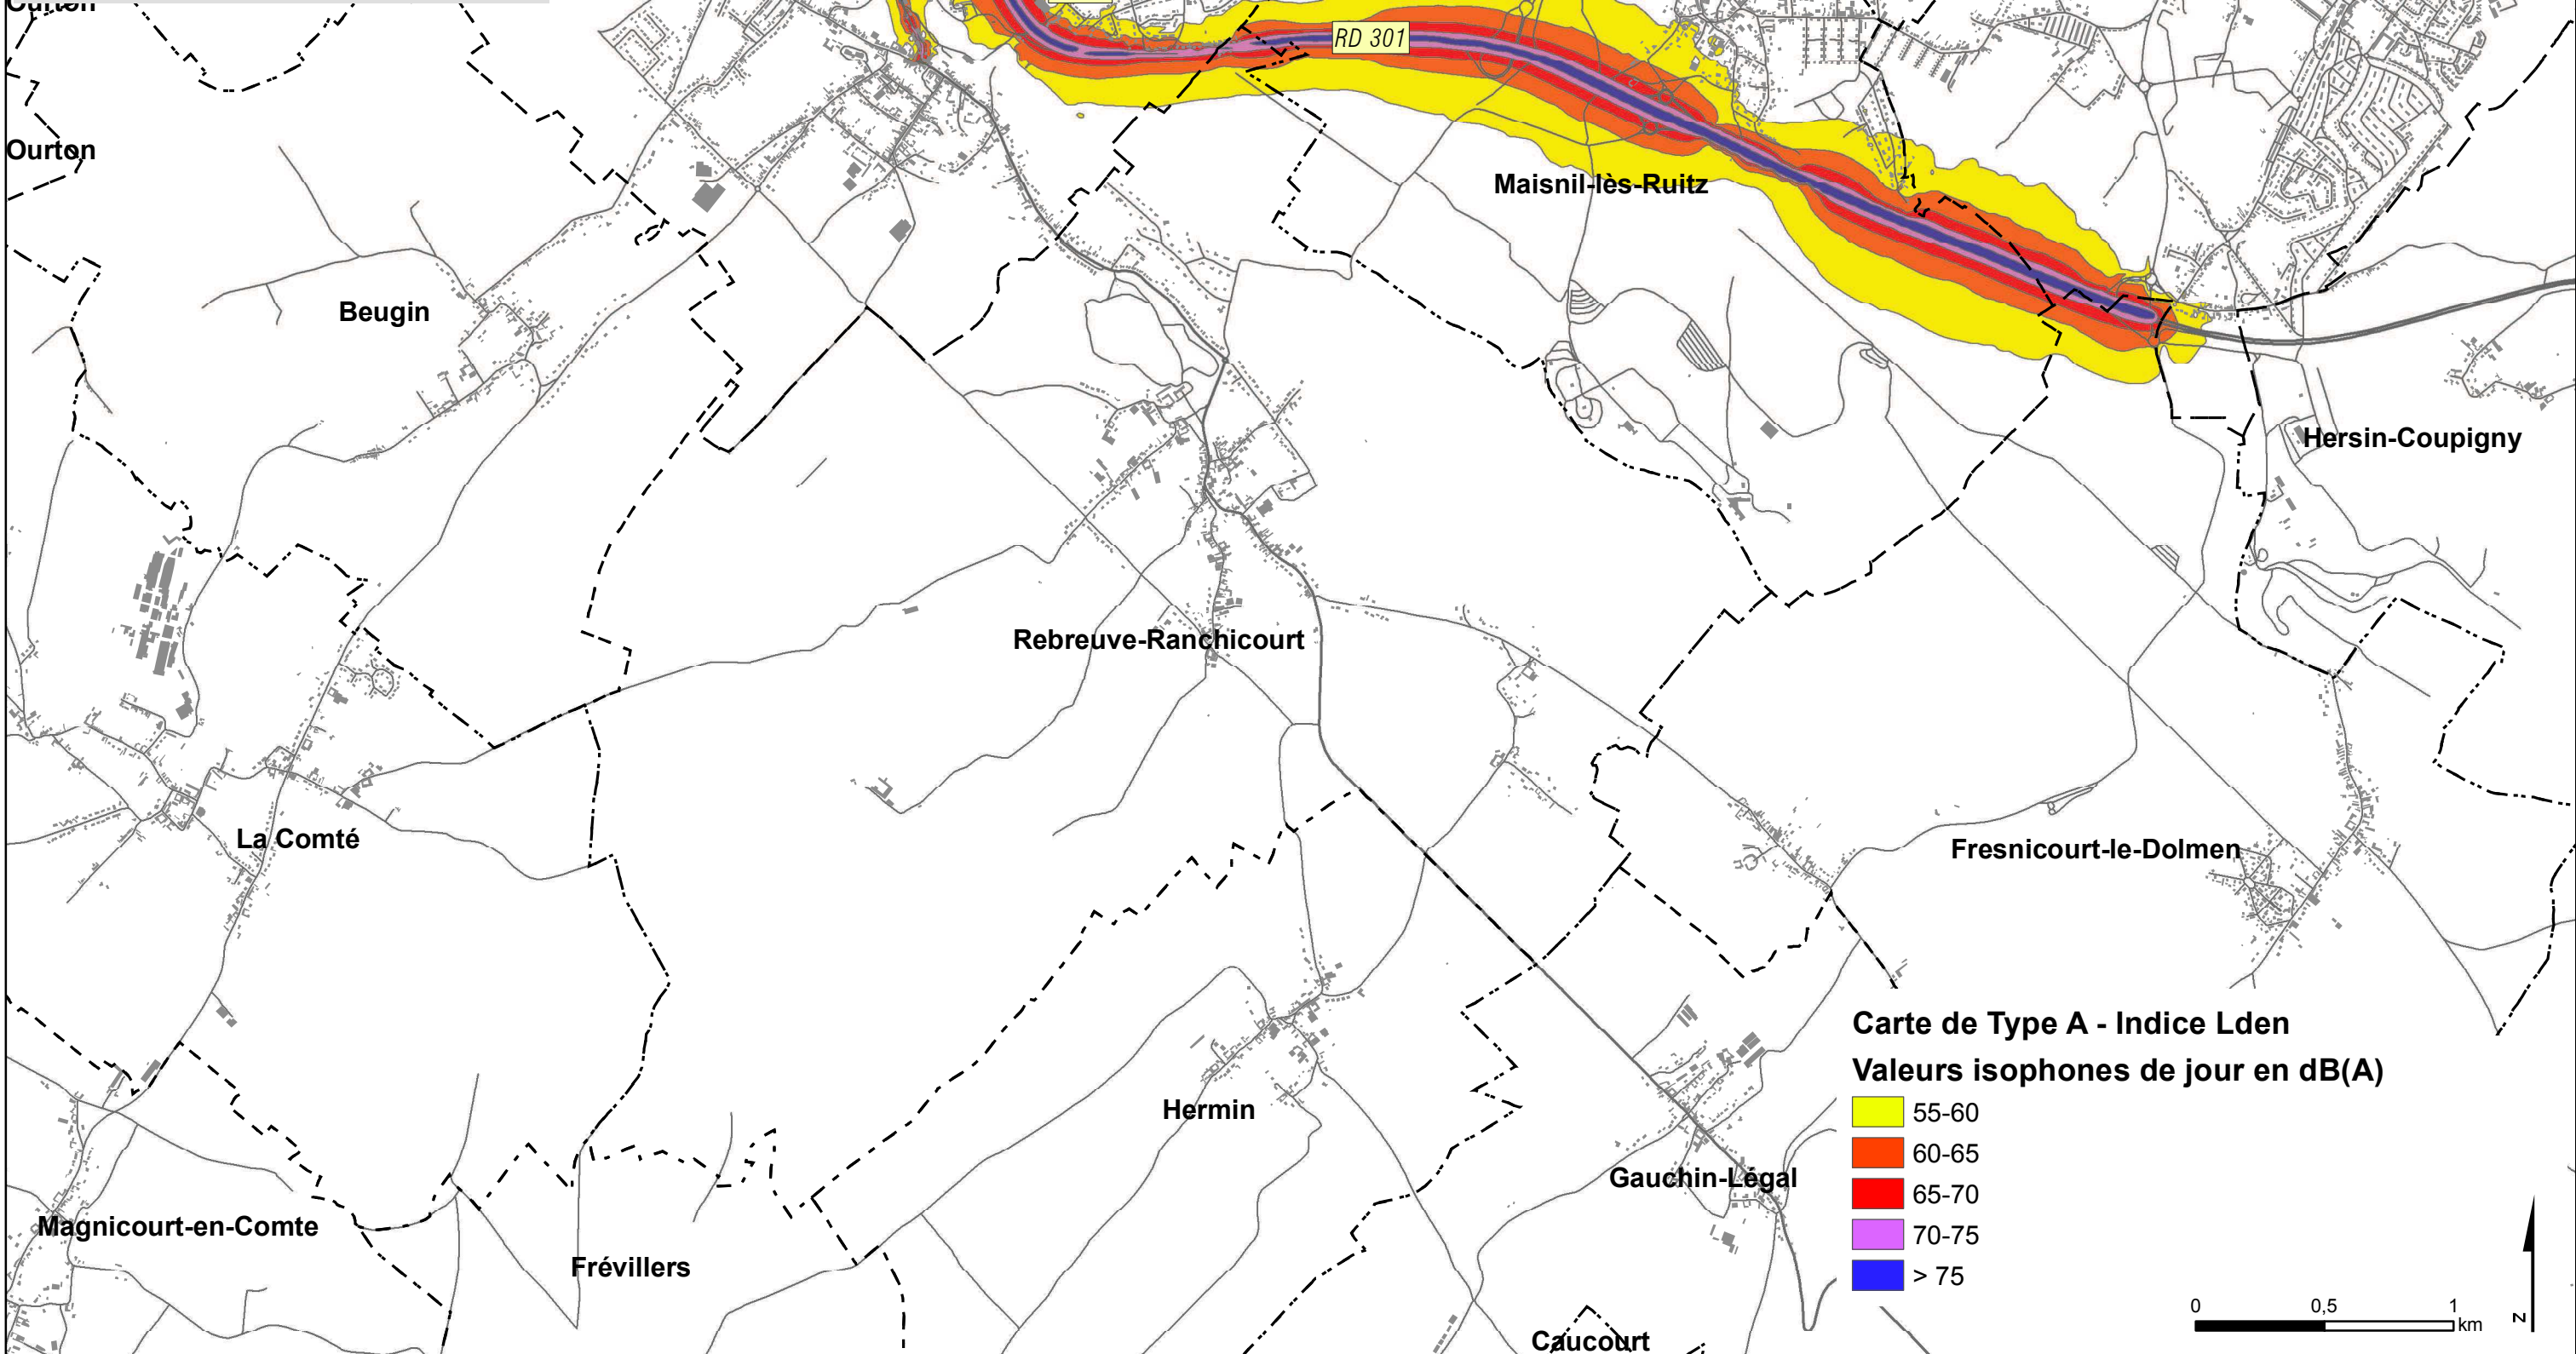 Ourton
RD 301
Ourton
Maisnil-lès-Ruitz
Beugin
Hersin-Coupigny
Rebreuve-Ranchicourt
La Comté
Fresnicourt-le-Dolmen
Carte de Type A - Indice Lden
Valeurs isophones de jour en dB(A)
55-60
60-65
65-70
70-75
> 75
Hermin
Gauchin-Légal
Magnicourt-en-Comte
Frévillers
Caucourt
0 0,5 1
km
N